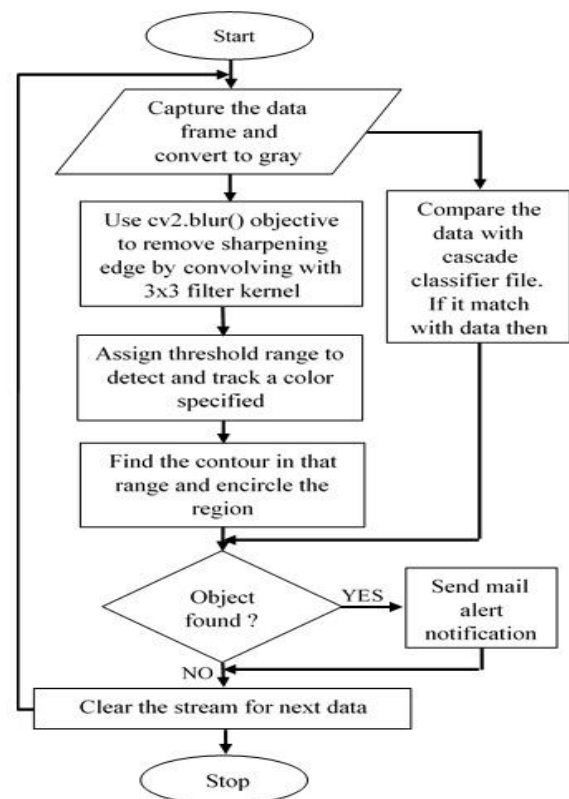 Start
Capture the data
frame and
convert to gray
Use cv2.blur() objective
to remove sharpening
edge by convolving with
3x3 filter kernel
Compare the
data with
cascade
classifier file.
If it match
with data then
Assign threshold range to
detect and track a color
specified
Find the contour in that
range and encircle the
region
Object
found ?
YES
Send mail
alert
notification
NO
Clear the stream for next data
Stop